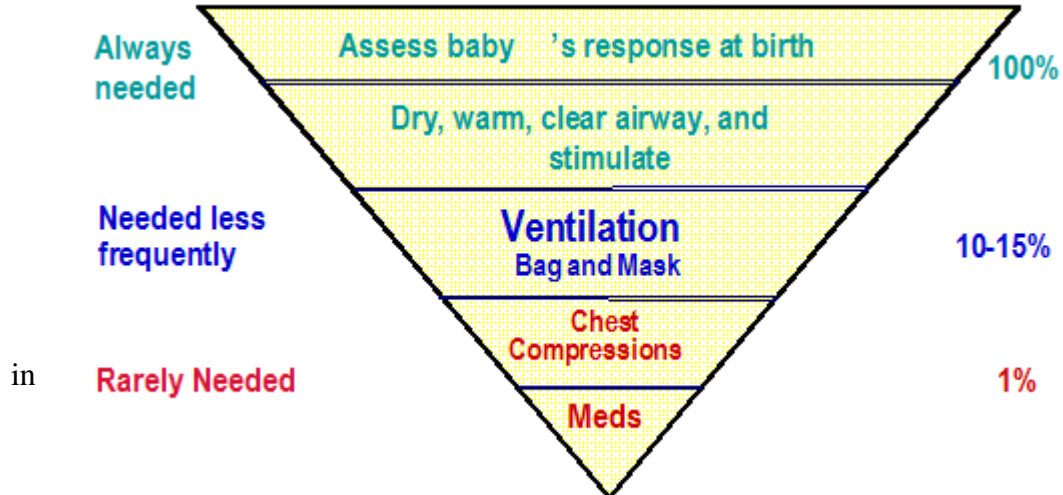 Always
needed
Assess baby ’s response at birth
100%
Dry, warm, clear airway, and
stimulate
Needed less
frequently
Ventilation
Bag and Mask
10-15%
Chest
Compressions
in
Rarely Needed
1%
Meds